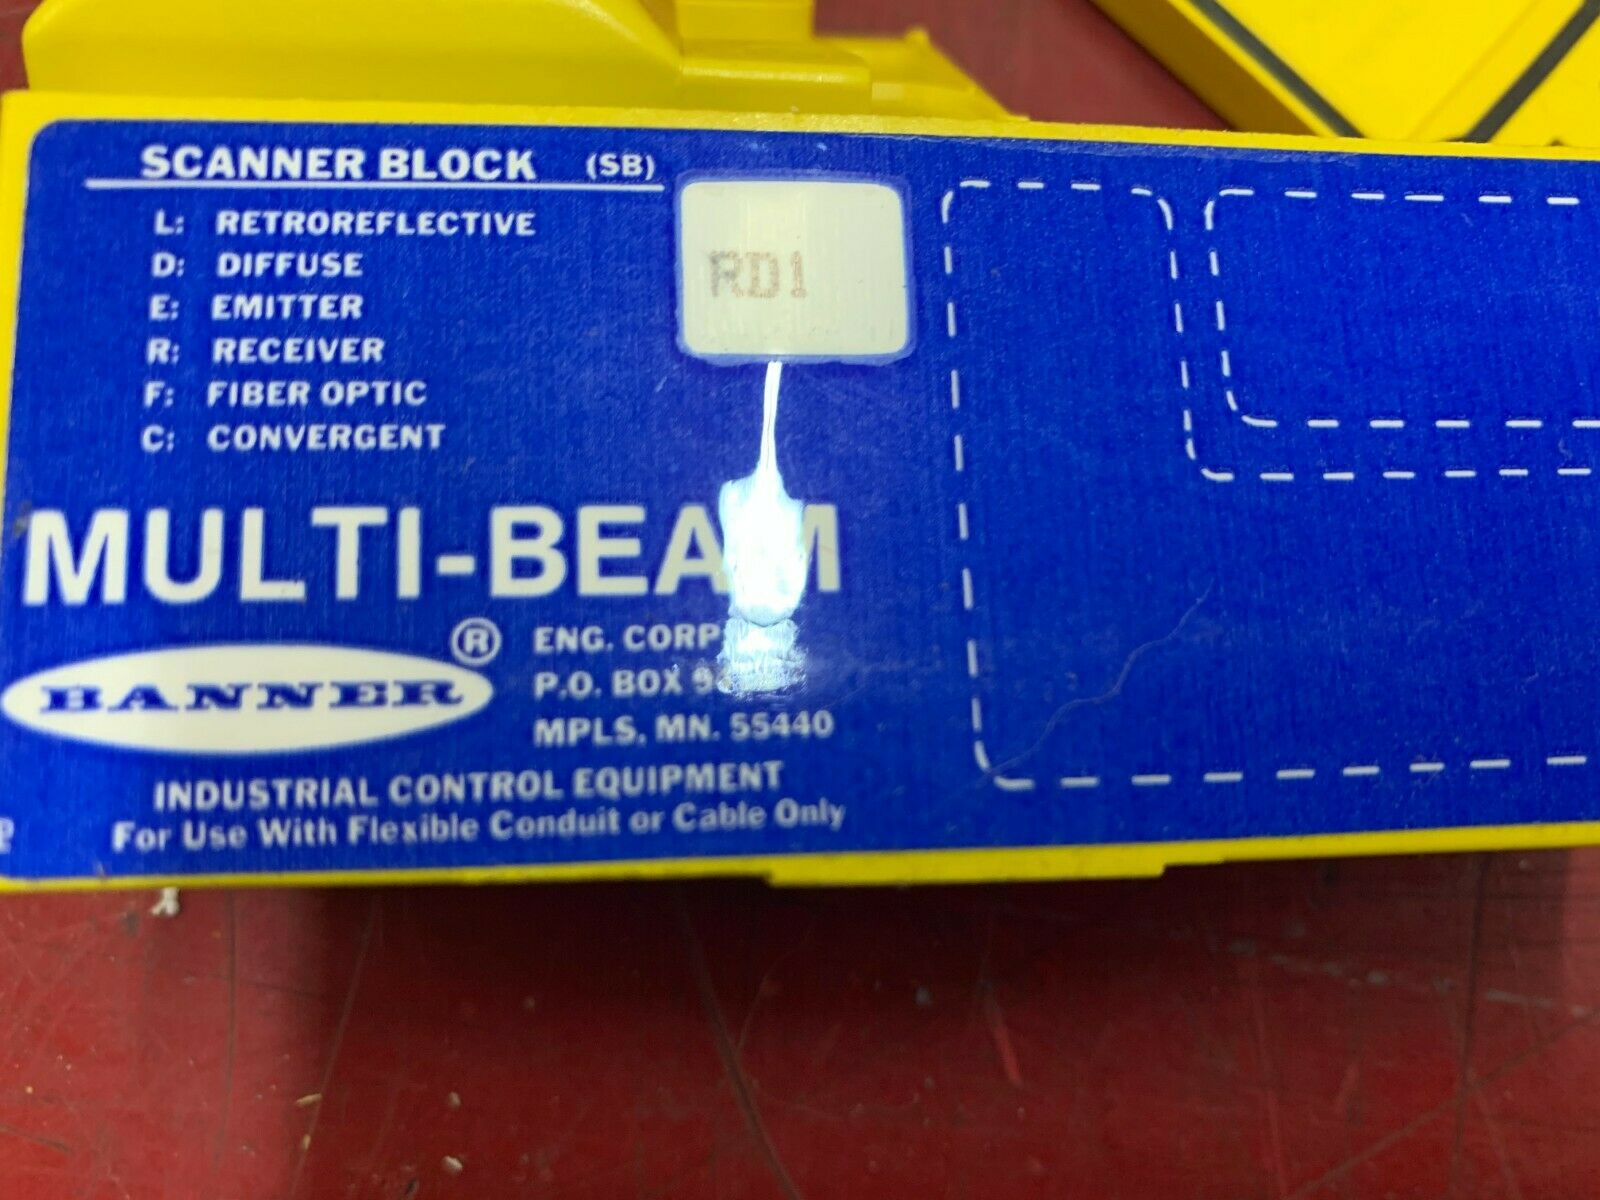 SCANNER BLOCK (SB)
L: RETROREFLECTIVE
D: DIFFUSE
E: EMITTER
R: RECEIVER
F: FIBER OPTIC
C: CONVERGENT
RD1
MULTI-BEAM
BANNER ® ENG. CORP
P.O. BOX
MPLS. MN. 55440
INDUSTRIAL CONTROL EQUIPMENT
For Use With Flexible Conduit or Cable Only